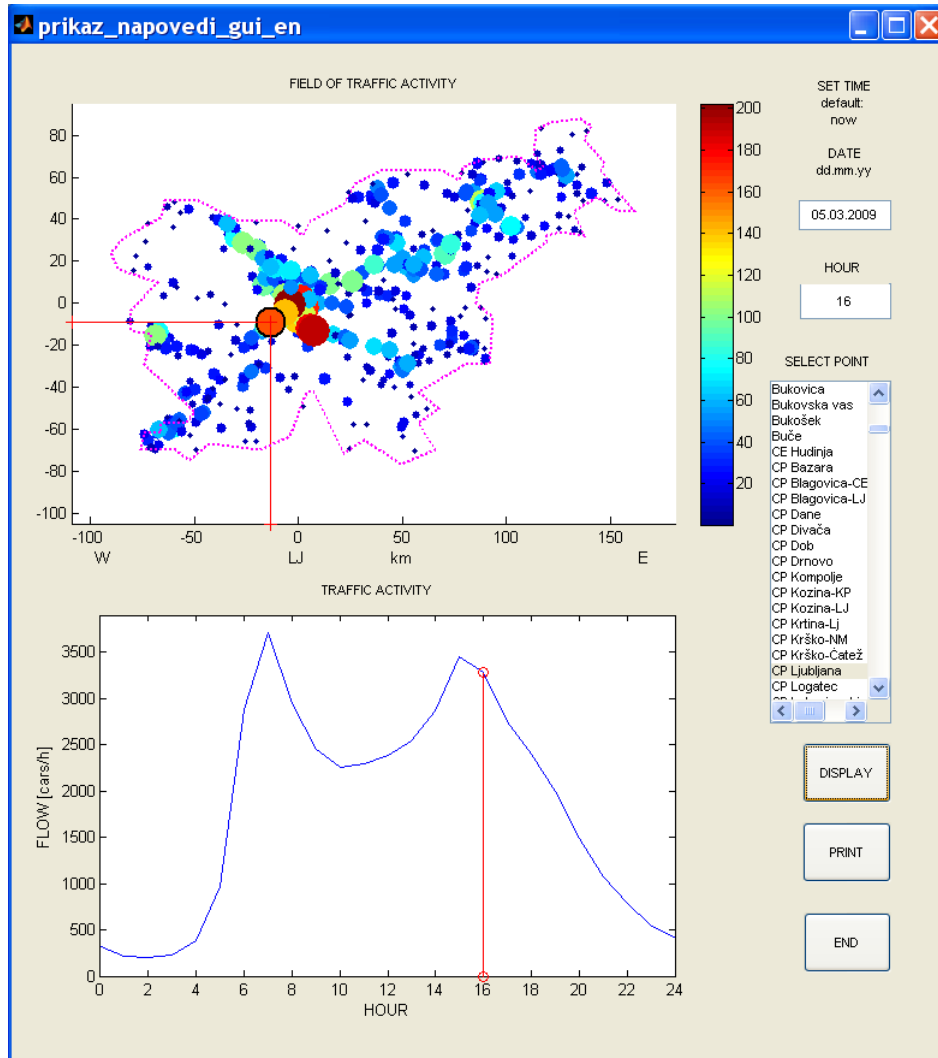 prikaz_napovedi_gui_en
FIELD OF TRAFFIC ACTIVITY
80
60
40
20
0
-20
-40
-60
-80
-100
-100 -50 0 50 100 150
W LJ km E
200
180
160
140
120
100
80
60
40
20
SET TIME
default:
now
DATE
dd.mm.yy
05.03.2009
HOUR
16
SELECT POINT
Bukovica
Bukovska vas
Bukošek
Buče
CE Hudinja
CP Bazara
CP Blagovica-CE
CP Blagovica-LJ
CP Dane
CP Divača
CP Dob
CP Drnovo
CP Kompolje
CP Kozina-KP
CP Kozina-LJ
CP Krtina-Lj
CP Krško-NM
CP Krško-Čatež
CP Ljubljana
CP Logatec
TRAFFIC ACTIVITY
FLOW [cars/h]
3500
3000
2500
2000
1500
1000
500
0
0 2 4 6 8 10 12 14 16 18 20 22 24
HOUR
DISPLAY
PRINT
END